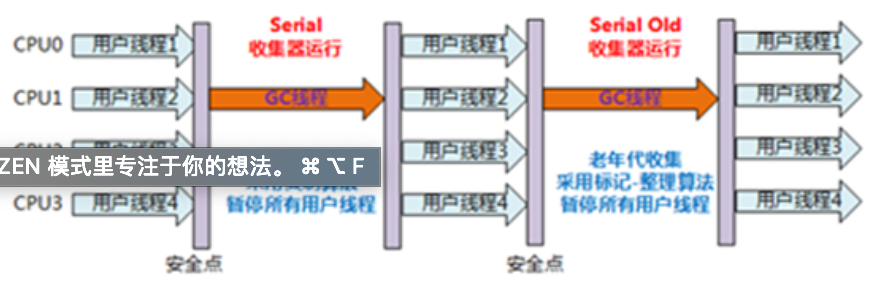 Serial
收集器运行
Serial Old
收集器运行
CPU0
用户线程1
用户线程1
用户线程1
CPU1
用户线程2
GC线程
用户线程2
GC线程
用户线程2
用户线程3
用户线程3
ZEN 模式里专注于你的想法。 ⌘⌥F
老年代收集
采用标记-整理算法
暂停所有用户线程
CPU3
用户线程4
暂停所有用户线程
用户线程4
用户线程4
安全点
安全点